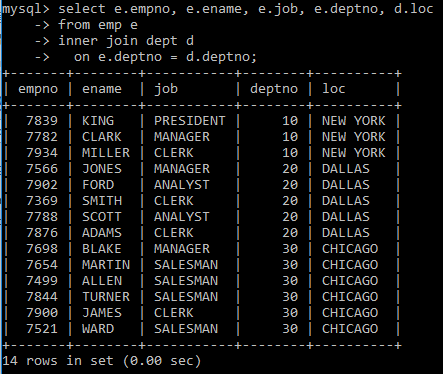 mysql> select e.empno, e.ename, e.job, e.deptno, d.loc
    -> from emp e
    -> inner join dept d
    ->   on e.deptno = d.deptno;
+-------+--------+-----------+--------+----------+
| empno | ename  | job       | deptno | loc      |
+-------+--------+-----------+--------+----------+
|  7839 | KING   | PRESIDENT |     10 | NEW YORK |
|  7782 | CLARK  | MANAGER   |     10 | NEW YORK |
|  7934 | MILLER | CLERK     |     10 | NEW YORK |
|  7566 | JONES  | MANAGER   |     20 | DALLAS   |
|  7902 | FORD   | ANALYST   |     20 | DALLAS   |
|  7369 | SMITH  | CLERK     |     20 | DALLAS   |
|  7788 | SCOTT  | ANALYST   |     20 | DALLAS   |
|  7876 | ADAMS  | CLERK     |     20 | DALLAS   |
|  7698 | BLAKE  | MANAGER   |     30 | CHICAGO  |
|  7654 | MARTIN | SALESMAN  |     30 | CHICAGO  |
|  7499 | ALLEN  | SALESMAN  |     30 | CHICAGO  |
|  7844 | TURNER | SALESMAN  |     30 | CHICAGO  |
|  7900 | JAMES  | CLERK     |     30 | CHICAGO  |
|  7521 | WARD   | SALESMAN  |     30 | CHICAGO  |
+-------+--------+-----------+--------+----------+
14 rows in set (0.00 sec)